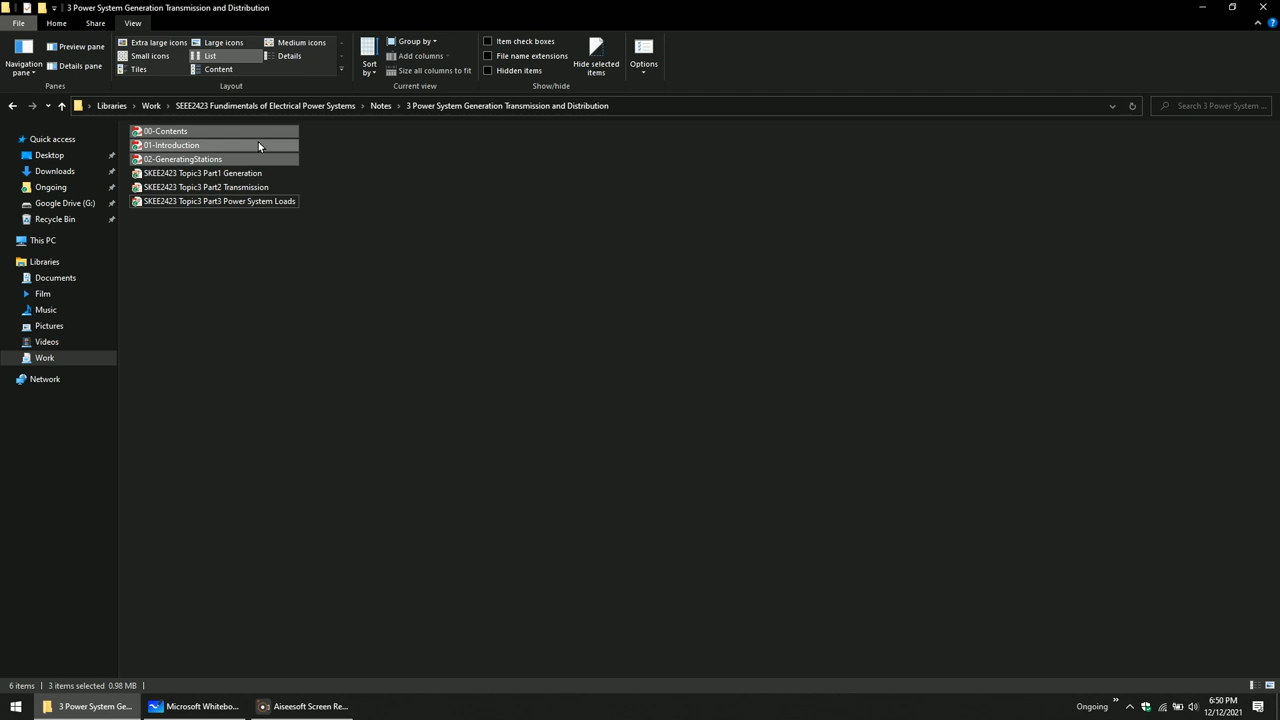 3 Power System Generation Transmission and Distribution
File Home Share View
Navigation pane
Preview pane
Details pane
Panes
Extra large icons Large icons Medium icons
Small icons List Details
Tiles Content
Layout
Sort by
Group by
Add columns
Size all columns to fit
Current view
Item check boxes
File name extensions
Hidden items
Hide selected items
Show/hide
Options
Libraries > Work > SEEE2423 Fundimentals of Electrical Power Systems > Notes > 3 Power System Generation Transmission and Distribution
Search 3 Power System ...
Quick access
Desktop
Downloads
Ongoing
Google Drive (G:)
Recycle Bin
This PC
Libraries
Documents
Film
Music
Pictures
Videos
Work
Network
00-Contents
01-Introduction
02-GeneratingStations
SKEE2423 Topic3 Part1 Generation
SKEE2423 Topic3 Part2 Transmission
SKEE2423 Topic3 Part3 Power System Loads
6 items 3 items selected 0.98 MB
3 Power System Ge...
Microsoft Whitebo...
Aiseesoft Screen Re...
Ongoing
6:50 PM
12/12/2021